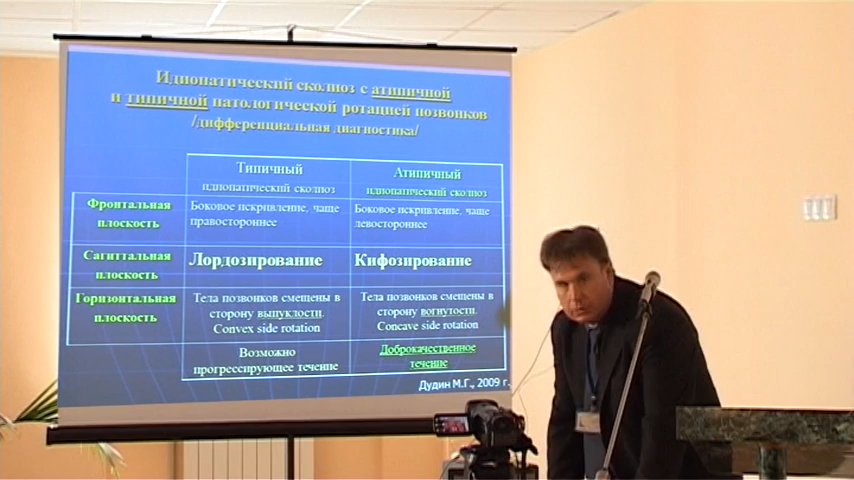 Идиопатический сколиоз с атипичной
и типичной патологической ротацией позвонков
/дифференциальная диагностика/
Типичный
идиопатический сколиоз
Атипичный
идиопатический сколиоз
Фронтальная
плоскость
Боковое искривление, чаще
правостороннее
Боковое искривление, чаще
левостороннее
Сагиттальная
плоскость
Лордозирование
Кифозирование
Горизонтальная
плоскость
Тела позвонков смещены в
сторону выпуклости.
Convex side rotation
Тела позвонков смещены в
сторону вогнутости.
Concave side rotation
Возможно
прогрессирующее течение
Доброкачественное
течение
Дудин М.Г., 2009 г.